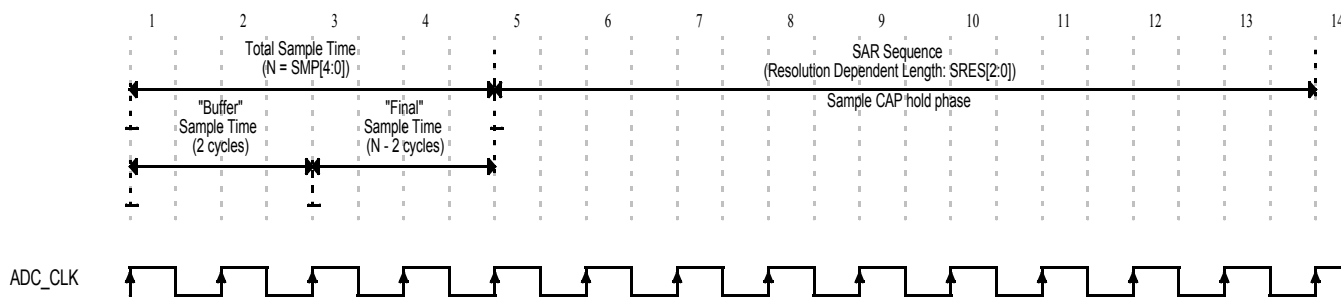 1 2 3 4 5 6 7 8 9 10 11 12 13 14
Total Sample Time
(N = SMP[4:0])
SAR Sequence
(Resolution Dependent Length: SRES[2:0])
Sample CAP hold phase
"Buffer"
Sample Time
(2 cycles)
"Final"
Sample Time
(N - 2 cycles)
ADC_CLK